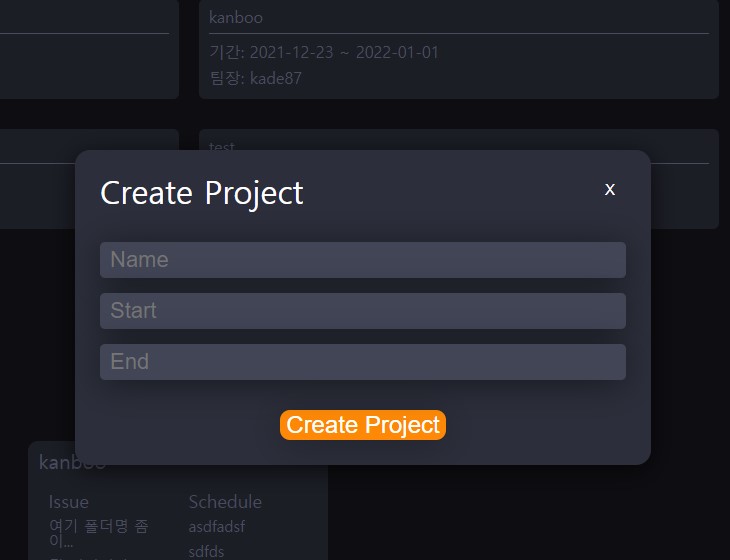 kanboo
기간: 2021-12-23 ~ 2022-01-01
팀장: kade87
test
Create Project
x
Name
Start
End
Create Project
kanboo
Issue
Schedule
여기 폴더명 좀
이...
asdfadsf
sdfds